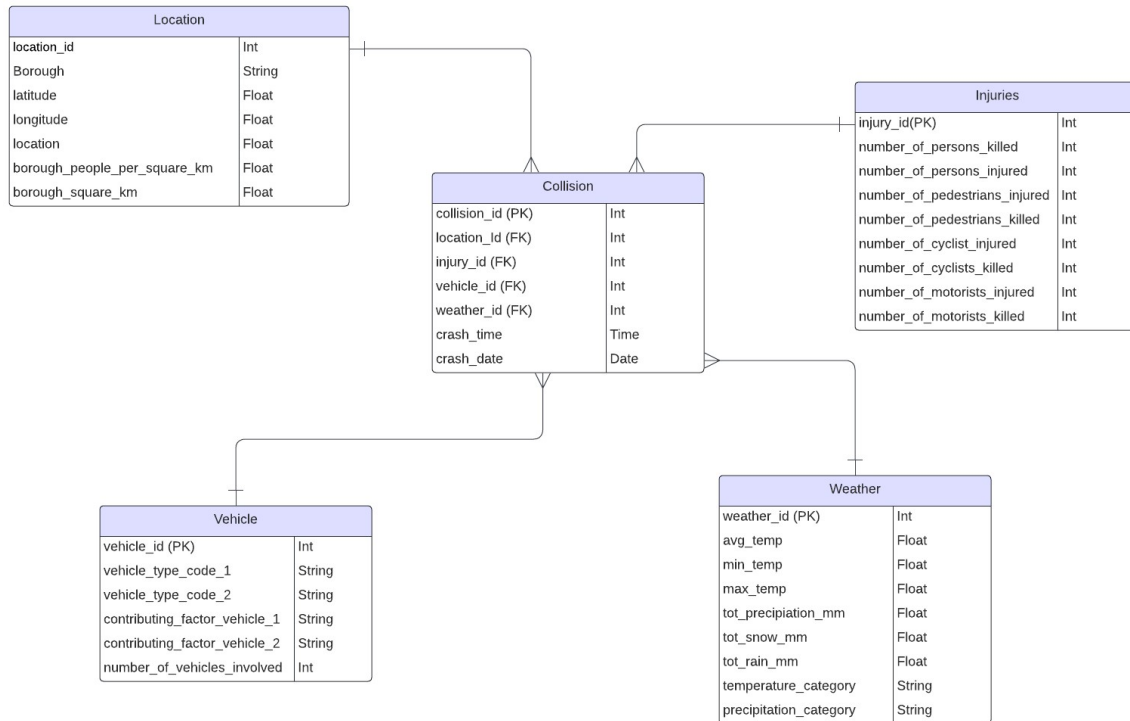 Location
location_id Int
Borough String
latitude Float
longitude Float
location Float
borough_people_per_square_km Float
borough_square_km Float
Injuries
injury_id(PK) Int
number_of_persons_killed Int
number_of_persons_injured Int
number_of_pedestrians_injured Int
number_of_pedestrians_killed Int
number_of_cyclist_injured Int
number_of_cyclists_killed Int
number_of_motorists_injured Int
number_of_motorists_killed Int
Collision
collision_id (PK) Int
location_Id (FK) Int
injury_id (FK) Int
vehicle_id (FK) Int
weather_id (FK) Int
crash_time Time
crash_date Date
Vehicle
vehicle_id (PK) Int
vehicle_type_code_1 String
vehicle_type_code_2 String
contributing_factor_vehicle_1 String
contributing_factor_vehicle_2 String
number_of_vehicles_involved Int
Weather
weather_id (PK) Int
avg_temp Float
min_temp Float
max_temp Float
tot_precipiation_mm Float
tot_snow_mm Float
tot_rain_mm Float
temperature_category String
precipitation_category String